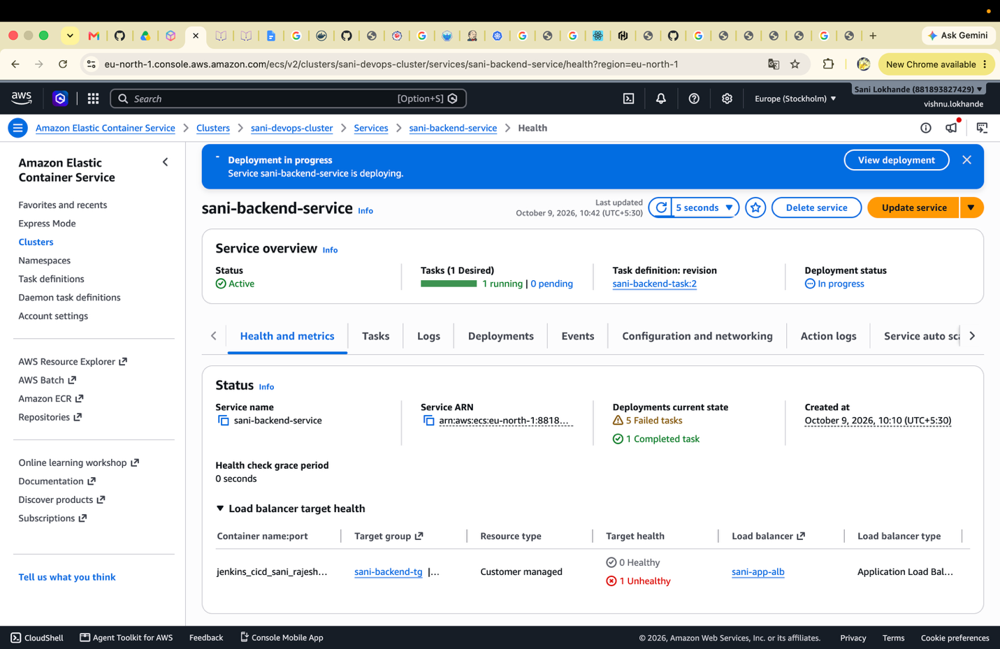 Ask Gemini
eu-north-1.console.aws.amazon.com/ecs/v2/clusters/sani-devops-cluster/services/sani-backend-service/health?region=eu-north-1
New Chrome available
aws
Search
[Option+S]
Europe (Stockholm)
Sani Lokhande (881893827429)
vishnu.lokhande
Amazon Elastic Container Service
Clusters
sani-devops-cluster
Services
sani-backend-service
Health
Amazon Elastic
Container Service
Favorites and recents
Express Mode
Clusters
Namespaces
Task definitions
Daemon task definitions
Account settings
AWS Resource Explorer
AWS Batch
Amazon ECR
Repositories
Online learning workshop
Documentation
Discover products
Subscriptions
Tell us what you think
Deployment in progress
Service sani-backend-service is deploying.
View deployment
sani-backend-service Info
Last updated
October 9, 2026, 10:42 (UTC+5:30)
5 seconds
Delete service
Update service
Service overview Info
Status
Active
Tasks (1 Desired)
1 running | 0 pending
Task definition: revision
sani-backend-task:2
Deployment status
In progress
Health and metrics
Tasks
Logs
Deployments
Events
Configuration and networking
Action logs
Service auto sca
Status Info
Service name
sani-backend-service
Service ARN
arn:aws:ecs:eu-north-1:8818...
Deployments current state
5 Failed tasks
1 Completed task
Created at
October 9, 2026, 10:10 (UTC+5:30)
Health check grace period
0 seconds
Load balancer target health
Container name:port
Target group
Resource type
Target health
Load balancer
Load balancer type
jenkins_cicd_sani_rajesh...
sani-backend-tg |...
Customer managed
0 Healthy
1 Unhealthy
sani-app-alb
Application Load Bal...
CloudShell
Agent Toolkit for AWS
Feedback
Console Mobile App
© 2026, Amazon Web Services, Inc. or its affiliates.
Privacy
Terms
Cookie preferences